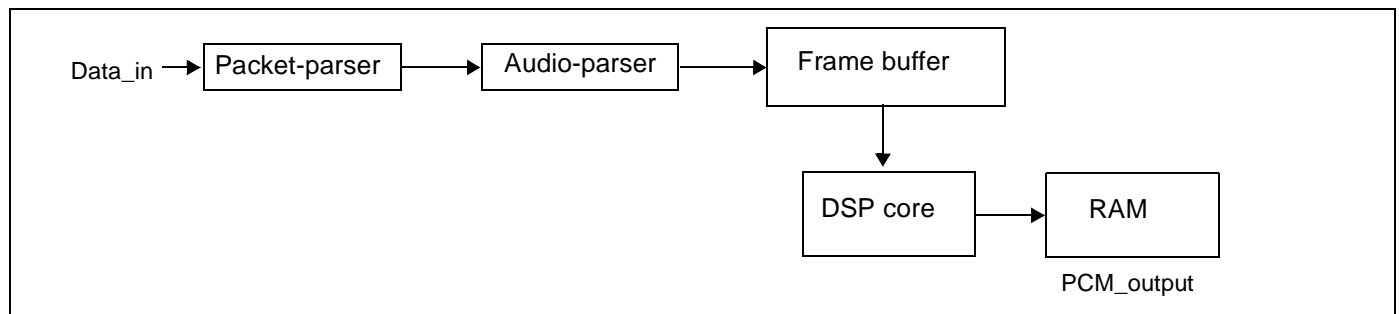 Data_in
Packet-parser
Audio-parser
Frame buffer
DSP core
RAM
PCM_output